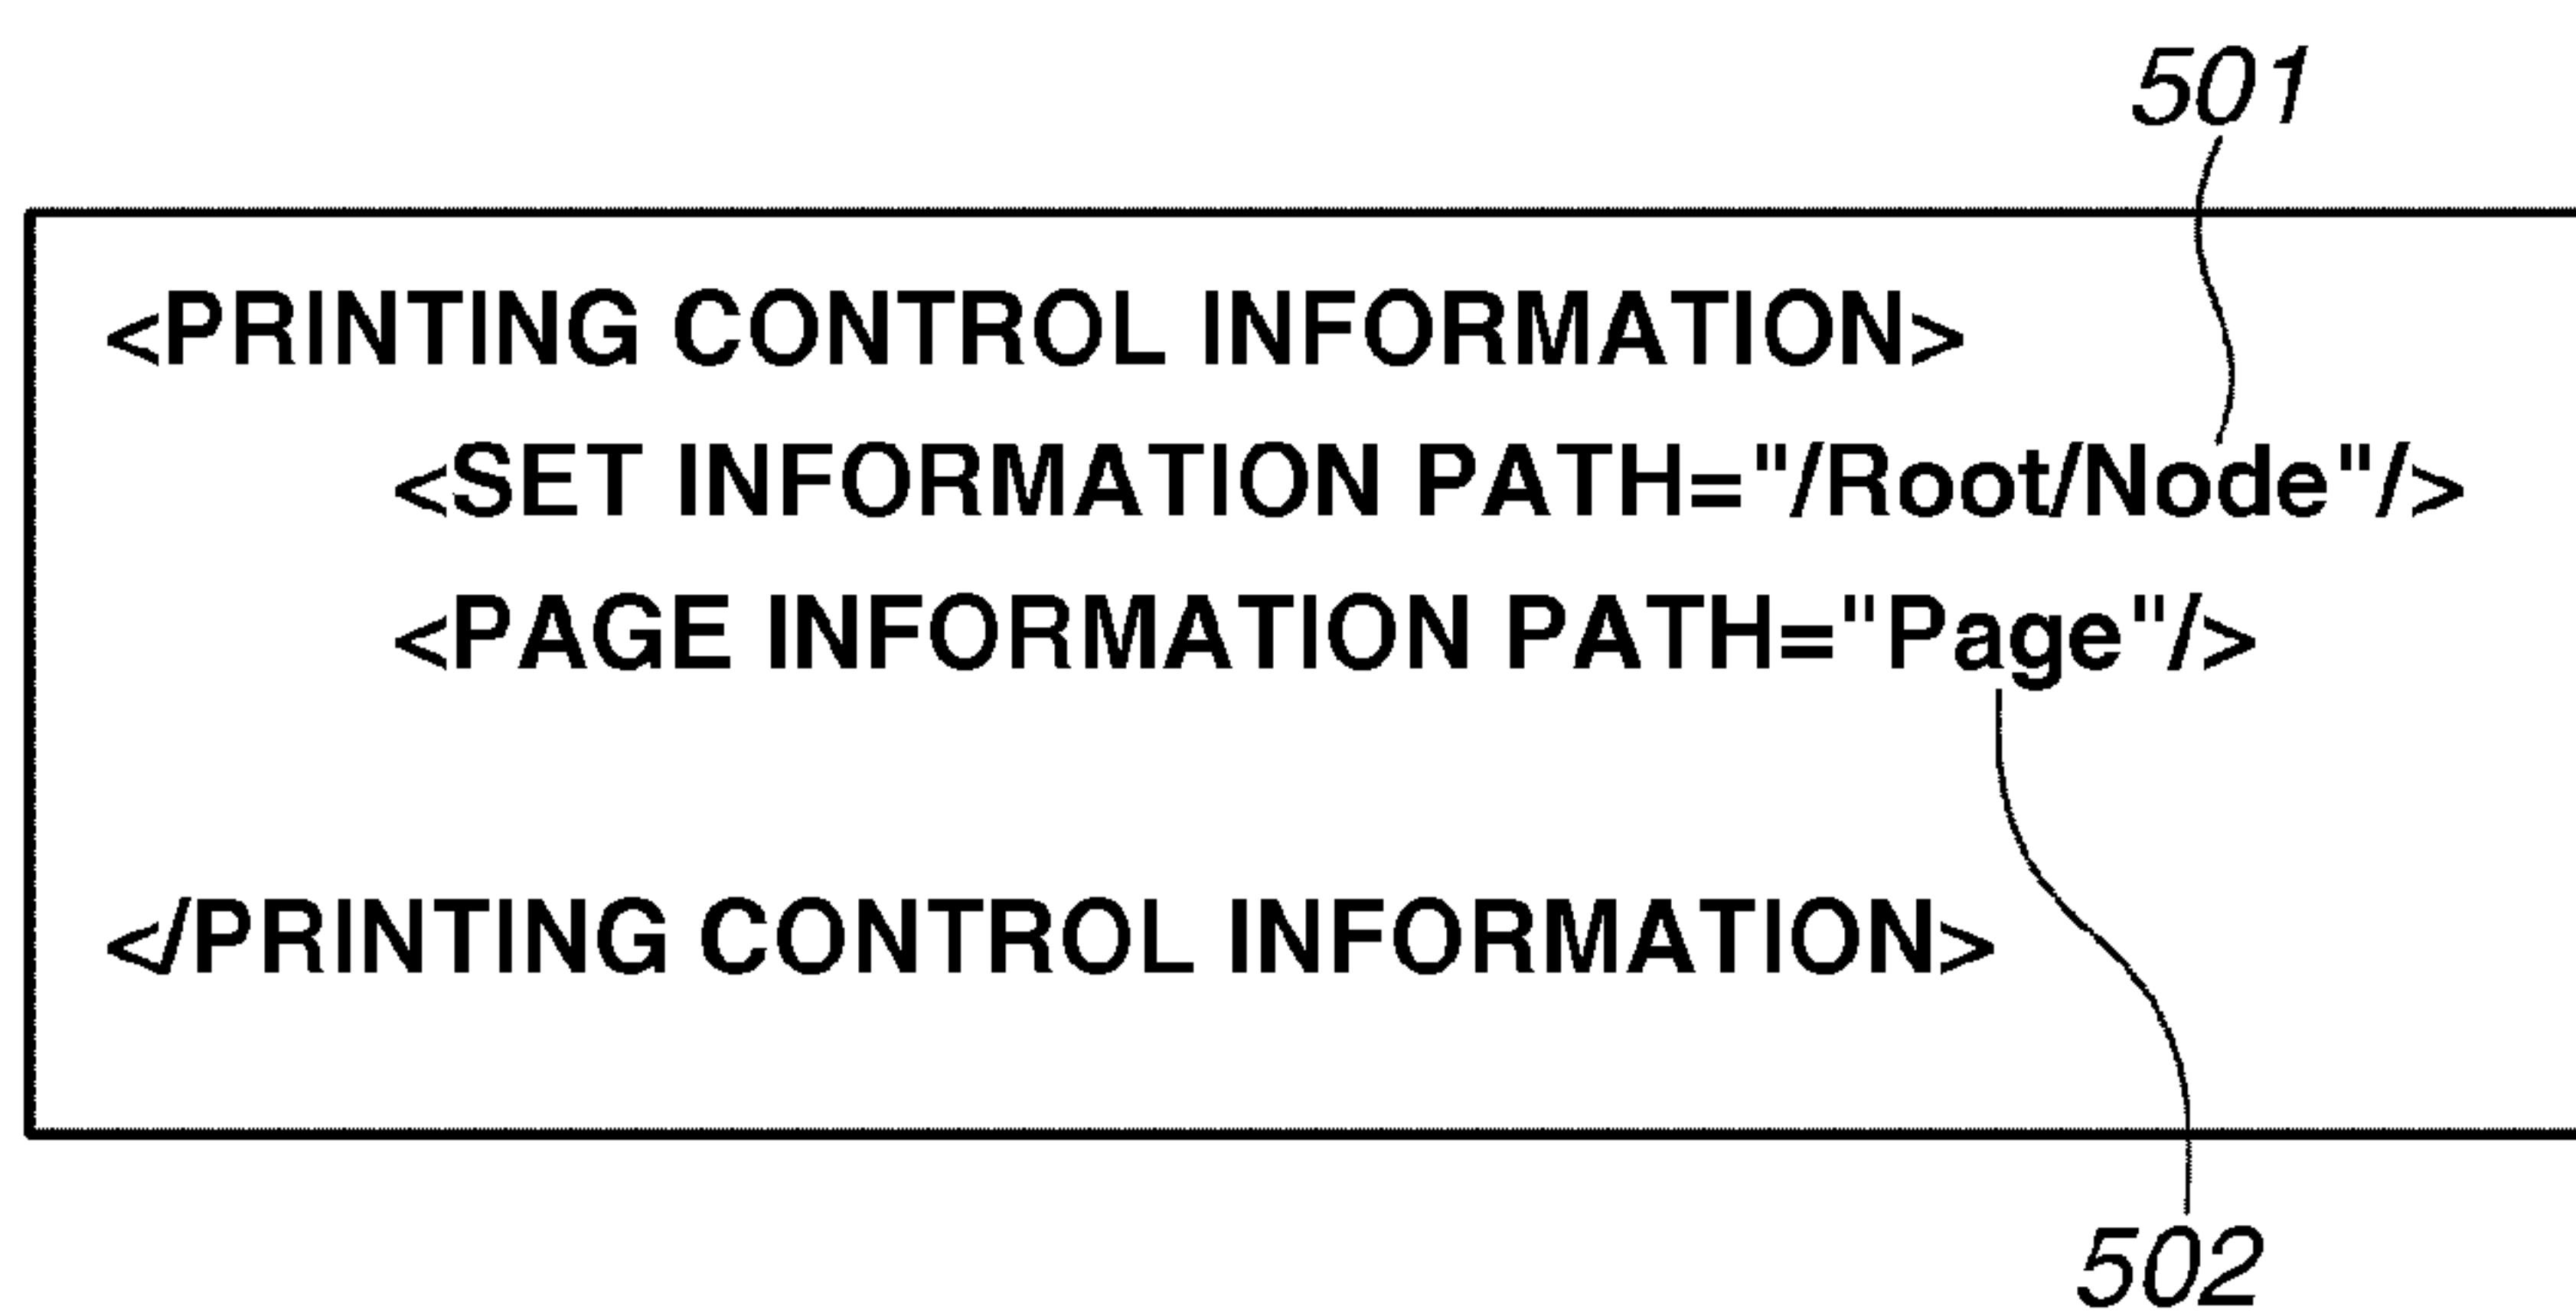 501
<PRINTING CONTROL INFORMATION>
<SET INFORMATION PATH="/Root/Node"/>
<PAGE INFORMATION PATH="Page"/>
</PRINTING CONTROL INFORMATION>
502